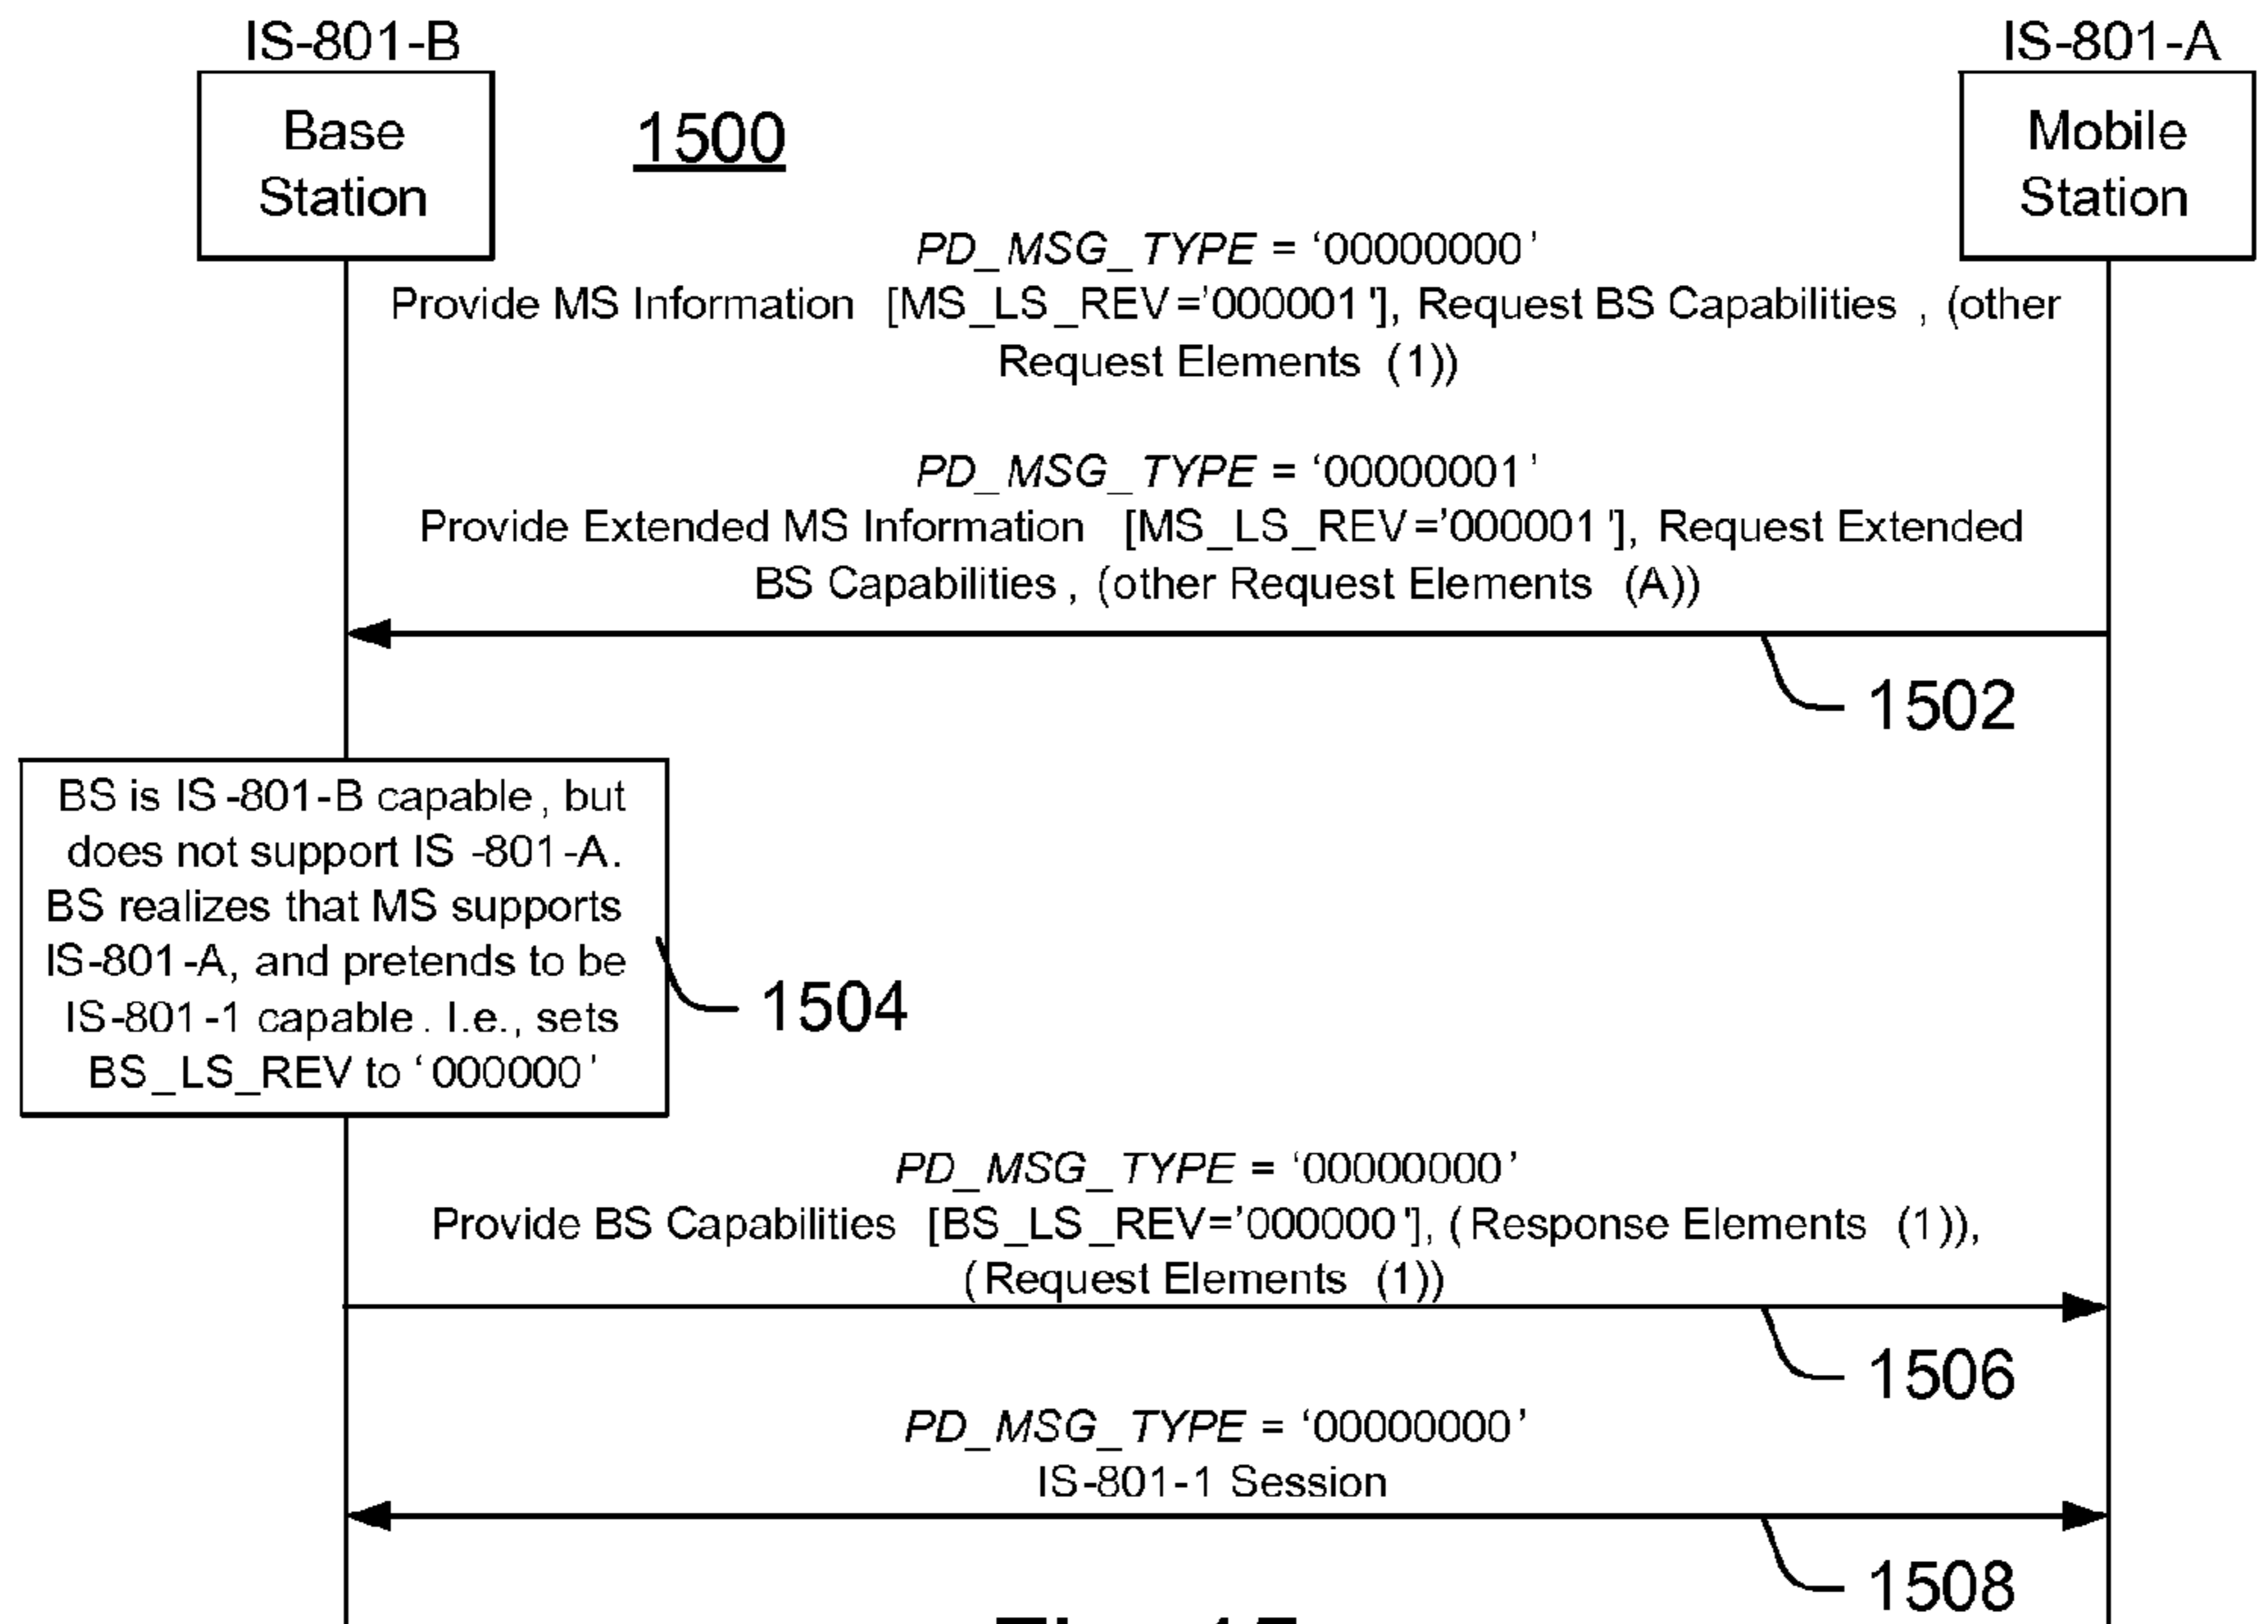 IS-801-B
IS-801-A
Base
Station
1500
Mobile
Station
PD_MSG_TYPE = ‘00000000’
Provide MS Information [MS_LS_REV=’000001'], Request BS Capabilities , (other
Request Elements (1))
PD_MSG_TYPE = ‘00000001’
Provide Extended MS Information [MS_LS_REV=’000001'], Request Extended
BS Capabilities, (other Request Elements (A))
1502
BS is IS-801-B capable, but
does not support IS -801-A.
BS realizes that MS supports
IS-801-A, and pretends to be
IS-801-1 capable. I.e., sets
BS_LS_REV to ‘000000’
1504
PD_MSG_TYPE = ‘00000000’
Provide BS Capabilities [BS_LS_REV=’000000'], (Response Elements (1)),
(Request Elements (1))
1506
PD_MSG_TYPE = ‘00000000’
IS-801-1 Session
1508